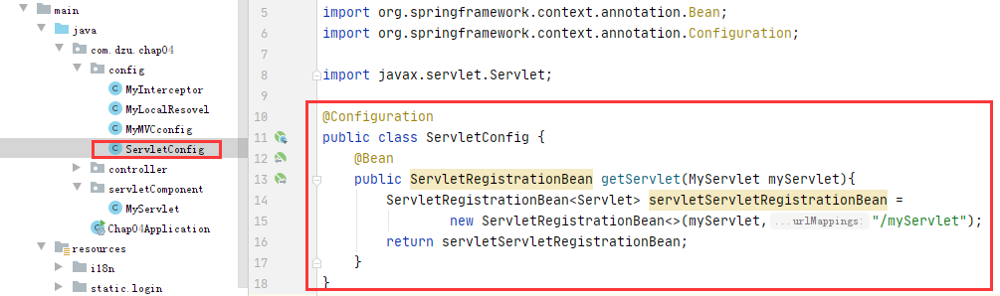 main
java
com.dzu.chap04
config
MyInterceptor
MyLocalResovel
MyMVCconfig
ServletConfig
controller
servletComponent
MyServlet
Chap04Application
resources
i18n
static.login
5 import org.springframework.context.annotation.Bean;
6 import org.springframework.context.annotation.Configuration;
7
8 import javax.servlet.Servlet;
9
10 @Configuration
11 public class ServletConfig {
12 @Bean
13 public ServletRegistrationBean getServlet(MyServlet myServlet){
14 ServletRegistrationBean<Servlet> servletServletRegistrationBean =
15 new ServletRegistrationBean<>(myServlet, ...urlMappings: "/myServlet");
16 return servletServletRegistrationBean;
17 }
18 }